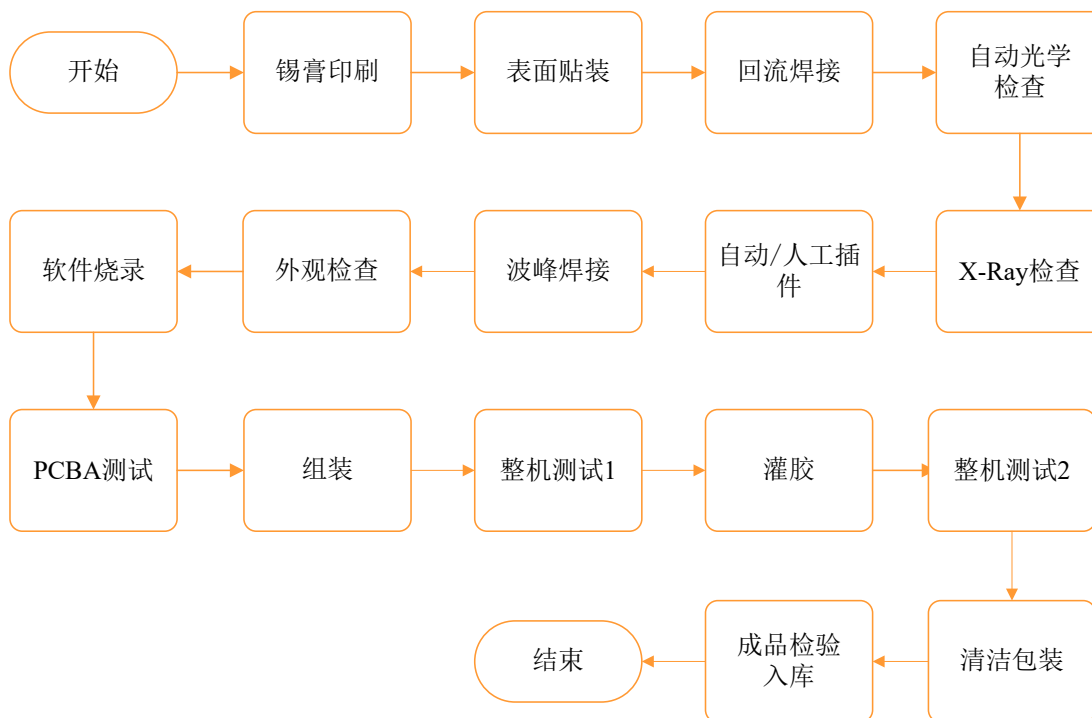 开始
锡膏印刷
表面贴装
回流焊接
自动光学
检查
X-Ray检查
自动/人工插
件
波峰焊接
外观检查
软件烧录
PCBA测试
组装
整机测试1
灌胶
整机测试2
清洁包装
成品检验
入库
结束